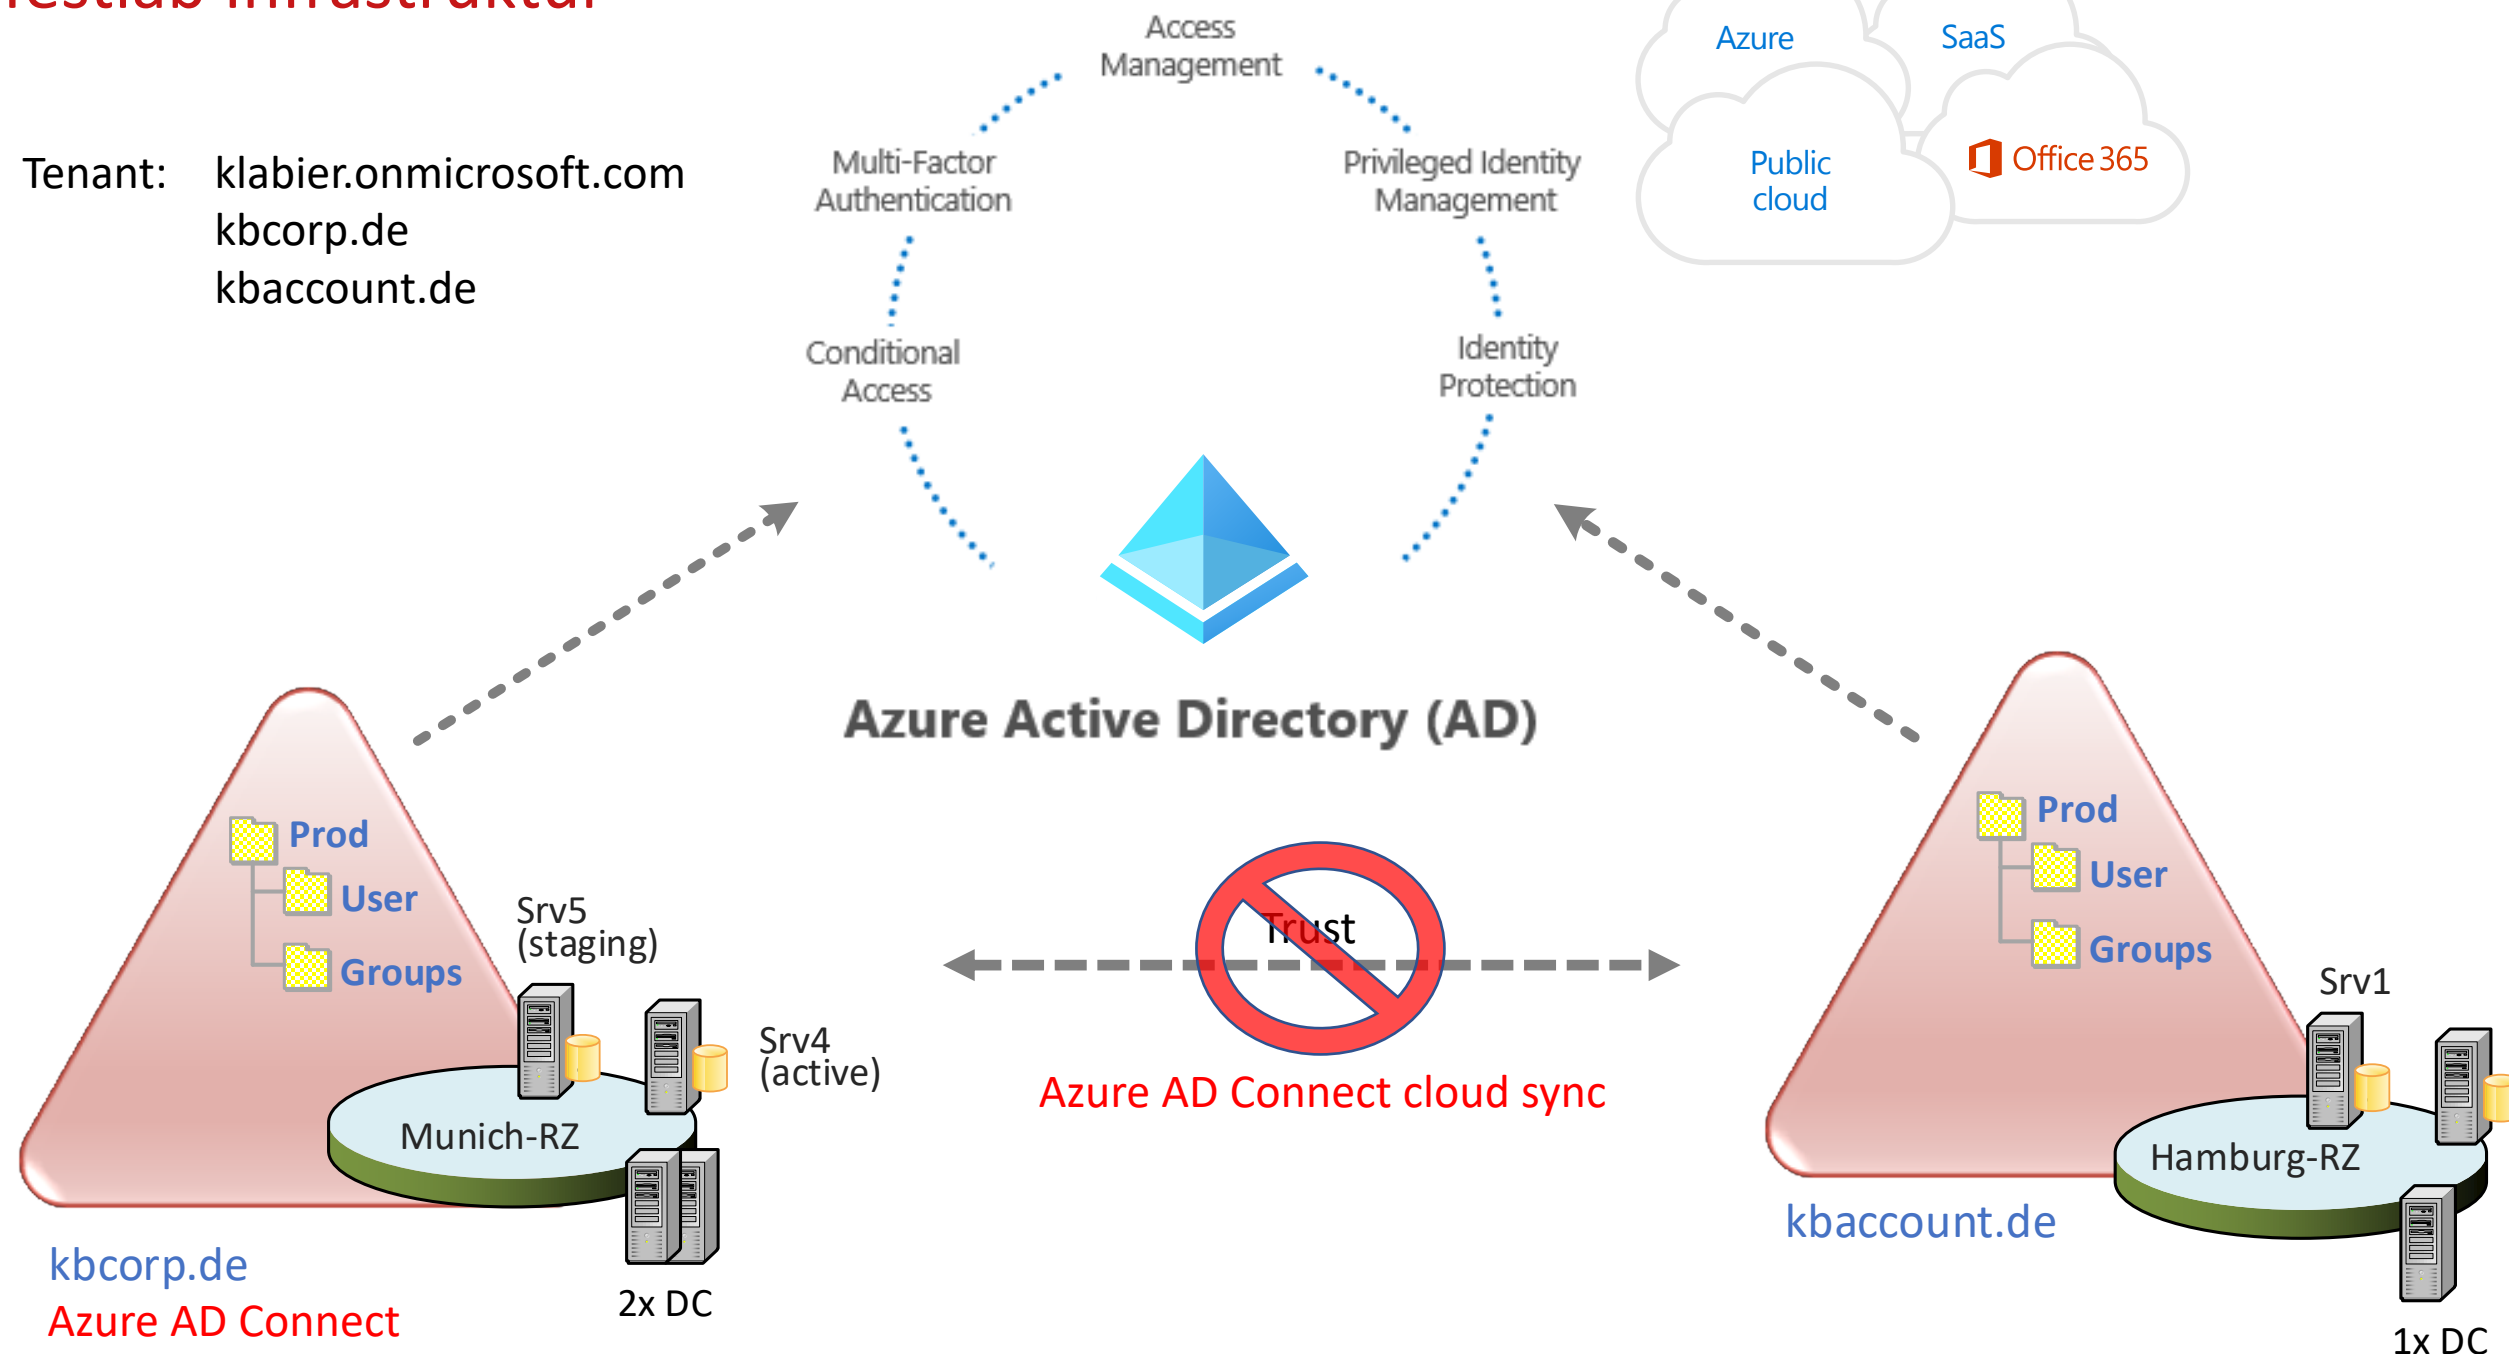 Testlab Infrastruktur
Access
Management
Azure
SaaS
Public
cloud
Office 365
Tenant: klabier.onmicrosoft.com
kbcorp.de
kbaccount.de
Multi-Factor
Authentication
Privileged Identity
Management
Conditional
Access
Identity
Protection
Azure Active Directory (AD)
Prod
User
Groups
Srv5
(staging)
Srv4
(active)
Munich-RZ
2x DC
kbcorp.de
Azure AD Connect
Trust
Azure AD Connect cloud sync
Prod
User
Groups
Srv1
Hamburg-RZ
kbaccount.de
1x DC